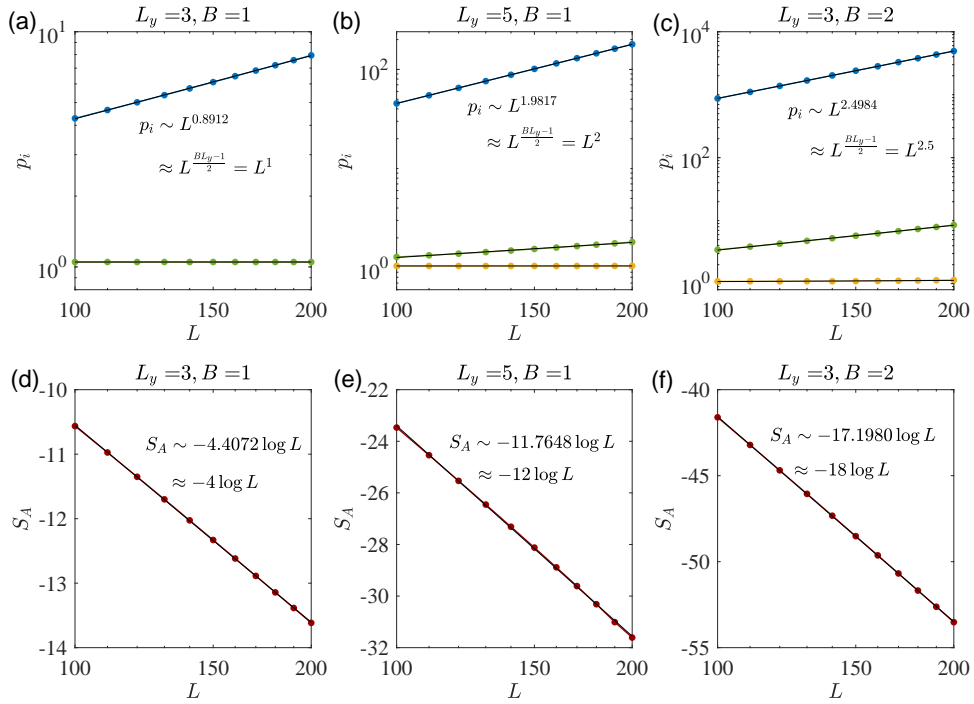 (a) L_y = 3, B = 1
10^1
p_i ∼ L^{0.8912}
≈ L^{\frac{BL_y-1}{2}} = L^1
p_i
10^0
100 150 200
L
(b) L_y = 5, B = 1
10^2
p_i ∼ L^{1.9817}
≈ L^{\frac{BL_y-1}{2}} = L^2
p_i
10^0
100 150 200
L
(c) L_y = 3, B = 2
10^4
p_i ∼ L^{2.4984}
≈ L^{\frac{BL_y-1}{2}} = L^{2.5}
p_i
10^2
10^0
100 150 200
L
(d) L_y = 3, B = 1
-10
-11
-12
-13
-14
S_A
S_A ∼ −4.4072 log L
≈ −4 log L
100 150 200
L
(e) L_y = 5, B = 1
-22
-24
-26
-28
-30
-32
S_A
S_A ∼ −11.7648 log L
≈ −12 log L
100 150 200
L
(f) L_y = 3, B = 2
-40
-45
-50
-55
S_A
S_A ∼ −17.1980 log L
≈ −18 log L
100 150 200
L